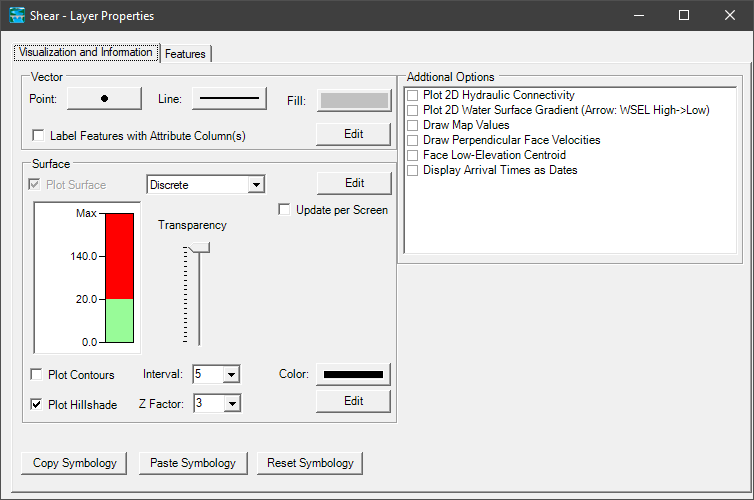 Shear - Layer Properties
Visualization and Information
Features
Vector
Point:
Line:
Fill:
Label Features with Attribute Column(s)
Edit
Surface
Plot Surface
Discrete
Edit
Update per Screen
Max
140.0
20.0
0.0
Transparency
Plot Contours
Interval:
5
Color:
Plot Hillshade
Z Factor:
3
Edit
Addtional Options
Plot 2D Hydraulic Connectivity
Plot 2D Water Surface Gradient (Arrow: WSEL High->Low)
Draw Map Values
Draw Perpendicular Face Velocities
Face Low-Elevation Centroid
Display Arrival Times as Dates
Copy Symbology
Paste Symbology
Reset Symbology